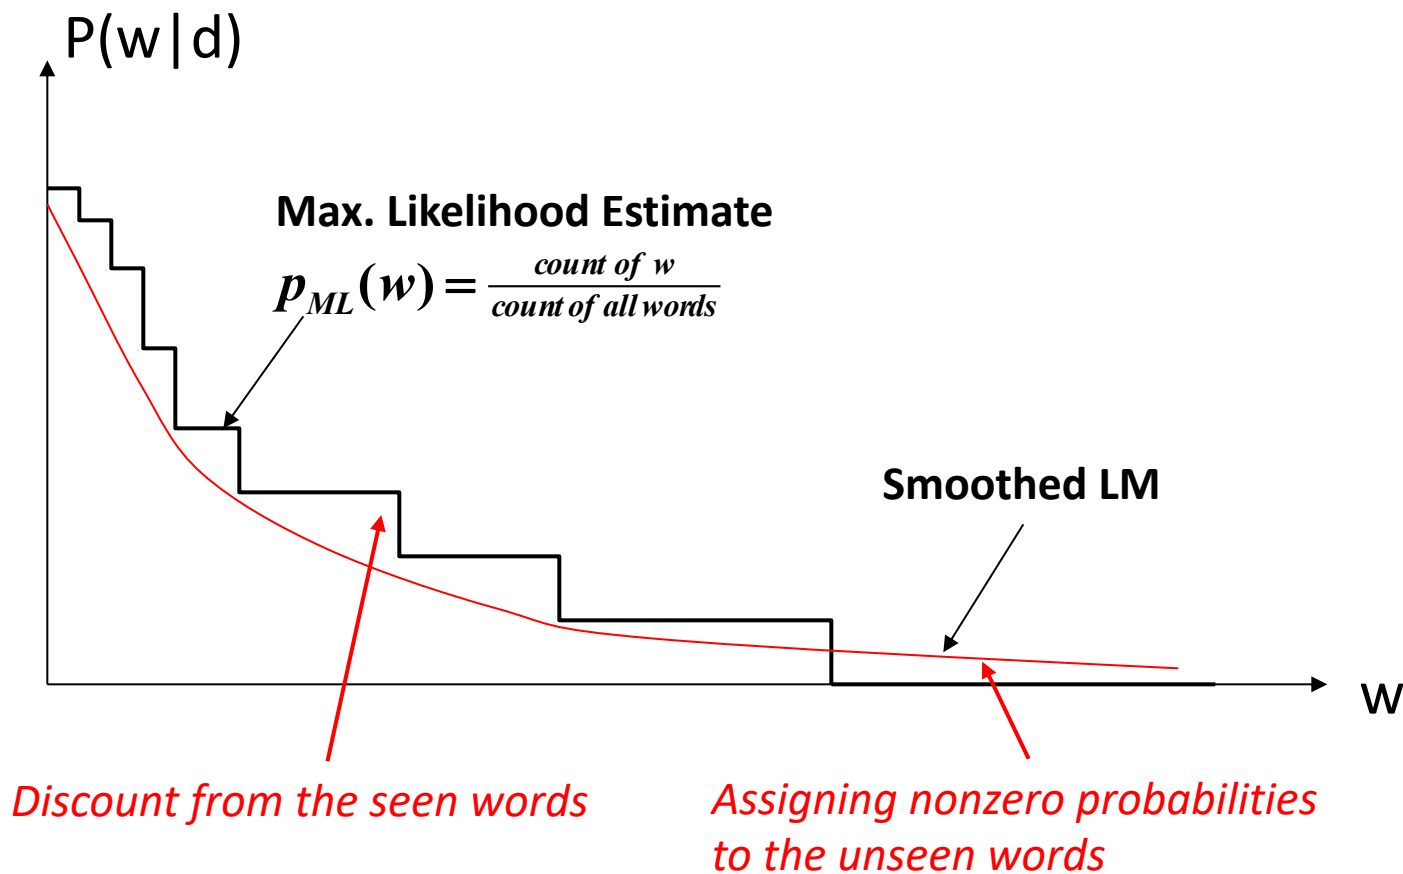 P(w|d)
Max. Likelihood Estimate
p_ML(w) = count of w / count of all words
Smoothed LM
w
Discount from the seen words
Assigning nonzero probabilities
to the unseen words